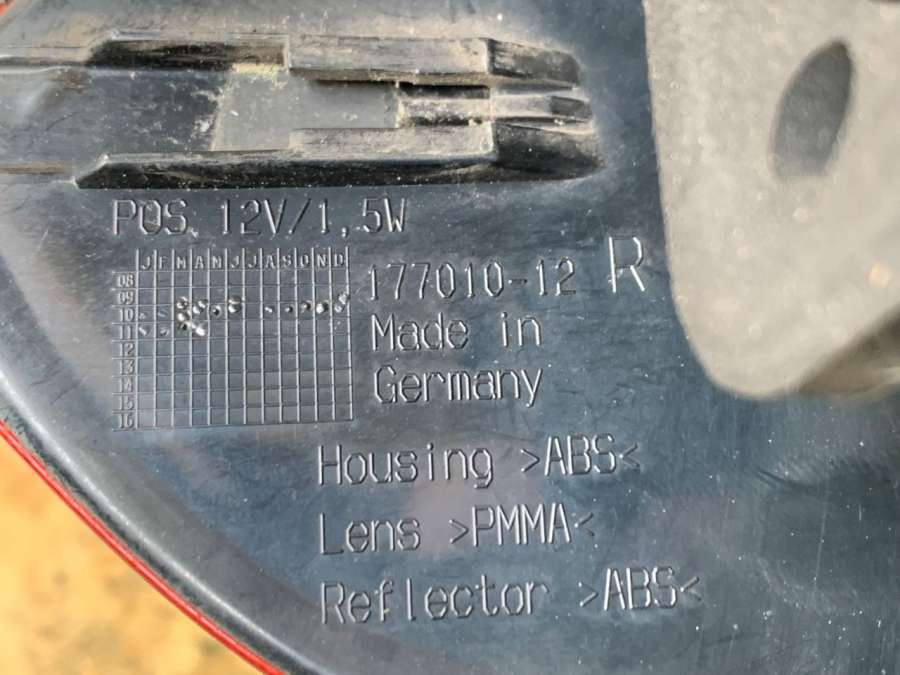 POS. 12V/1,5W
J F M A M J J A S O N D
08
09
10
11
12
13
14
15
16
177010-12 R
Made in
Germany
Housing >ABS<
Lens >PMMA<
Reflector >ABS<